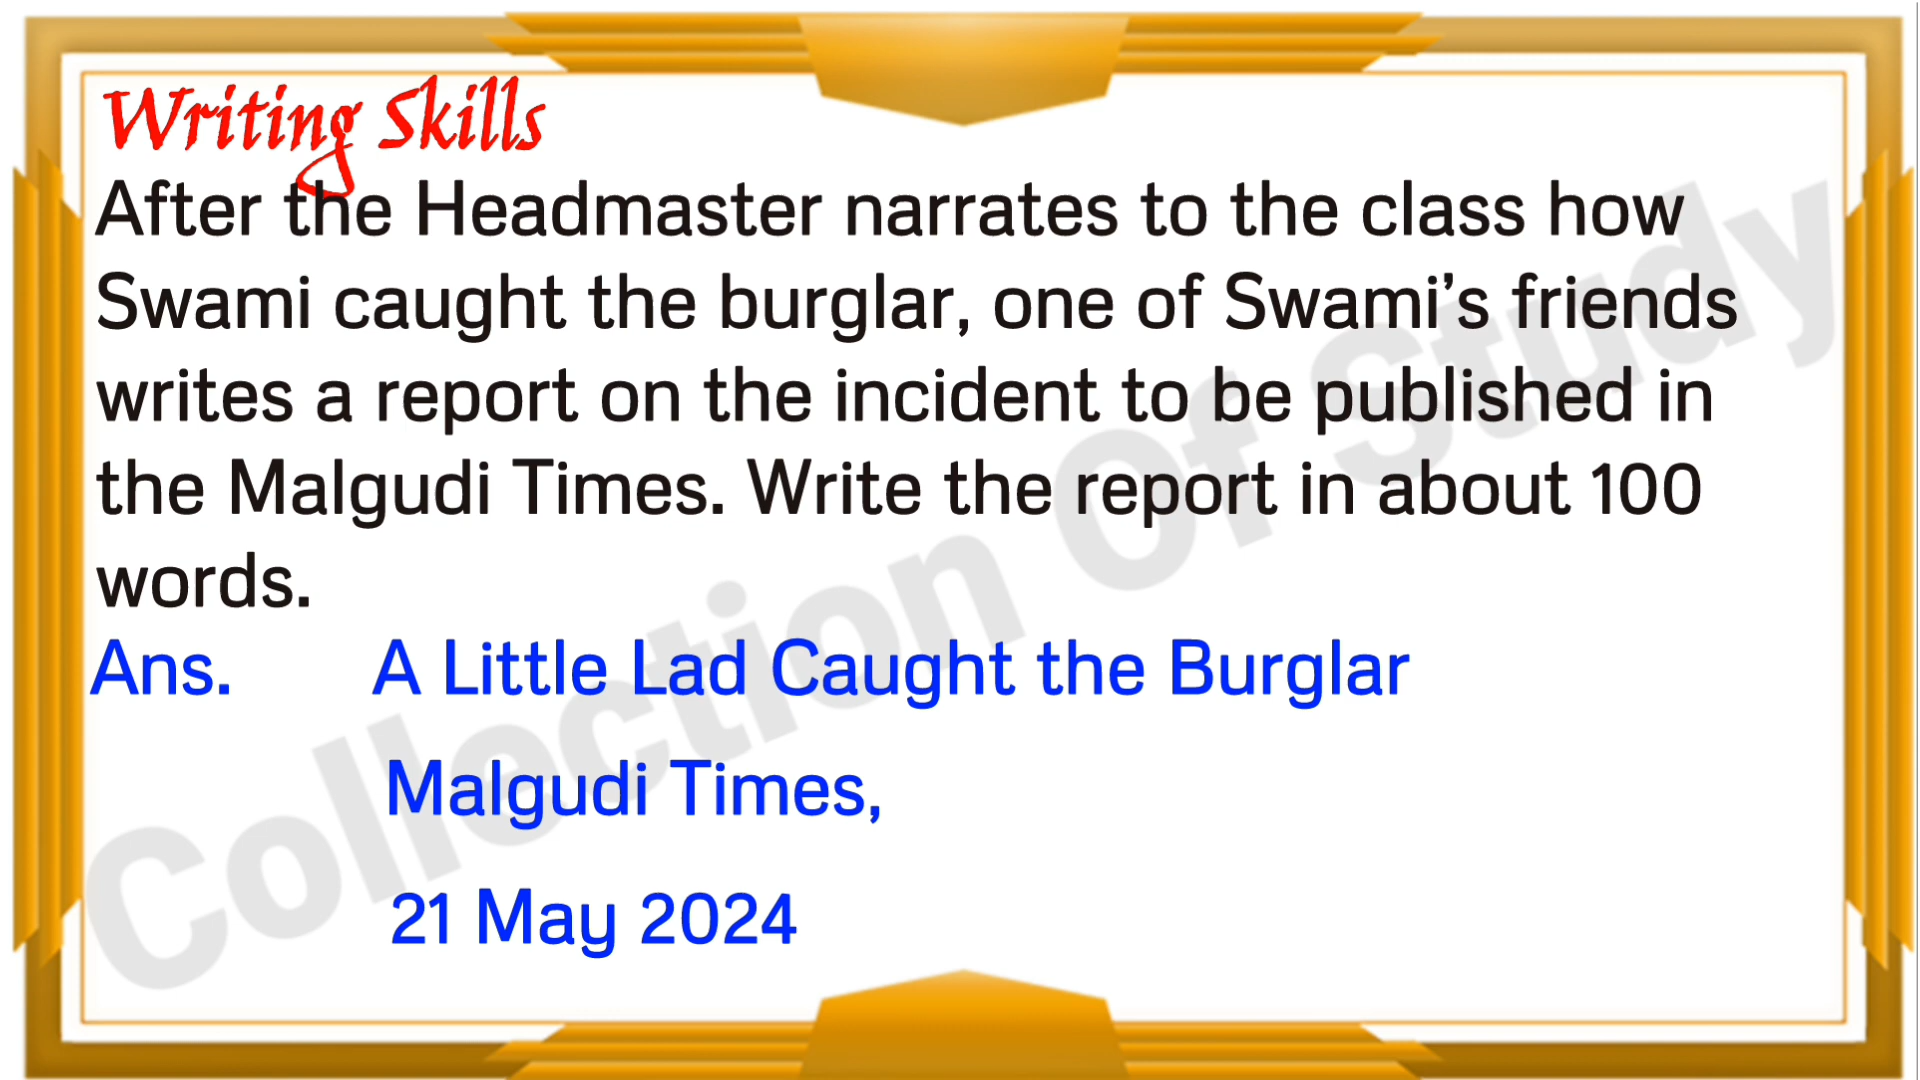 Writing Skills
After the Headmaster narrates to the class how
Swami caught the burglar, one of Swami’s friends
writes a report on the incident to be published in
the Malgudi Times. Write the report in about 100
words.
Ans. A Little Lad Caught the Burglar
Malgudi Times,
21 May 2024
Collection Of Study